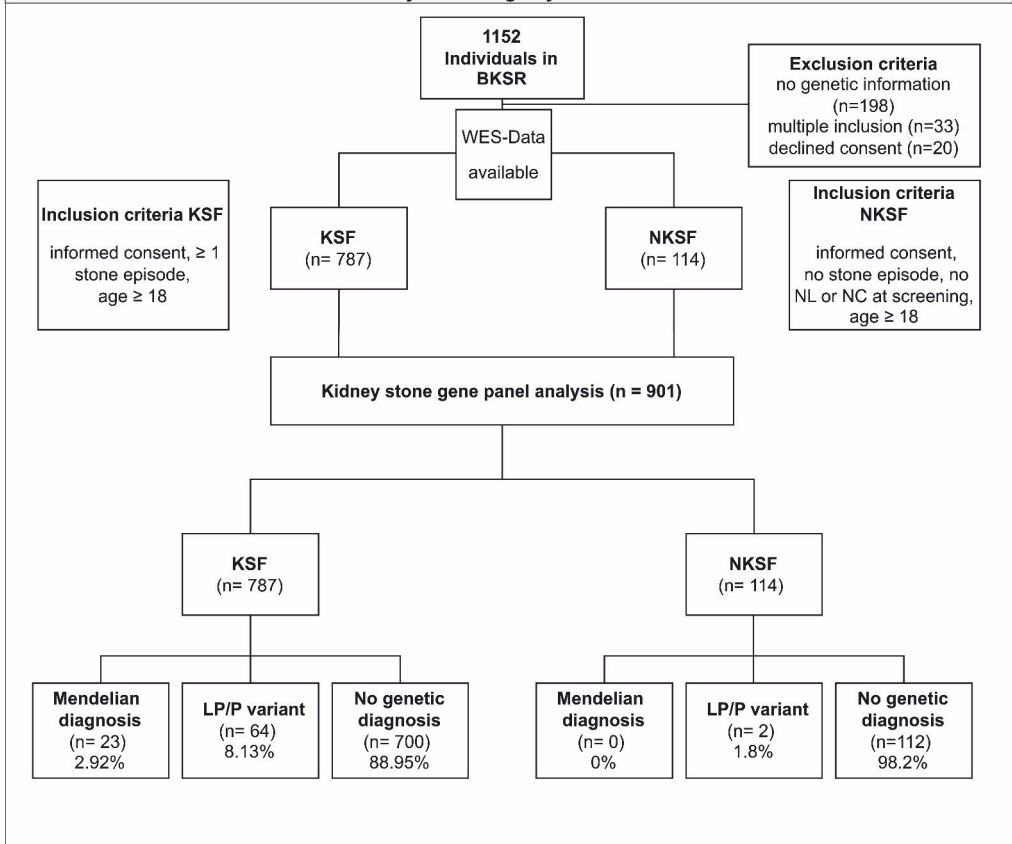 1152
Individuals in
BKSR
Exclusion criteria
no genetic information
(n=198)
multiple inclusion (n=33)
declined consent (n=20)
WES-Data
available
Inclusion criteria KSF
informed consent, ≥ 1
stone episode,
age ≥ 18
KSF
(n= 787)
NKSF
(n= 114)
Inclusion criteria
NKSF
informed consent,
no stone episode, no
NL or NC at screening,
age ≥ 18
Kidney stone gene panel analysis (n = 901)
KSF
(n= 787)
NKSF
(n= 114)
Mendelian
diagnosis
(n= 23)
2.92%
LP/P variant
(n= 64)
8.13%
No genetic
diagnosis
(n= 700)
88.95%
Mendelian
diagnosis
(n= 0)
0%
LP/P variant
(n= 2)
1.8%
No genetic
diagnosis
(n=112)
98.2%